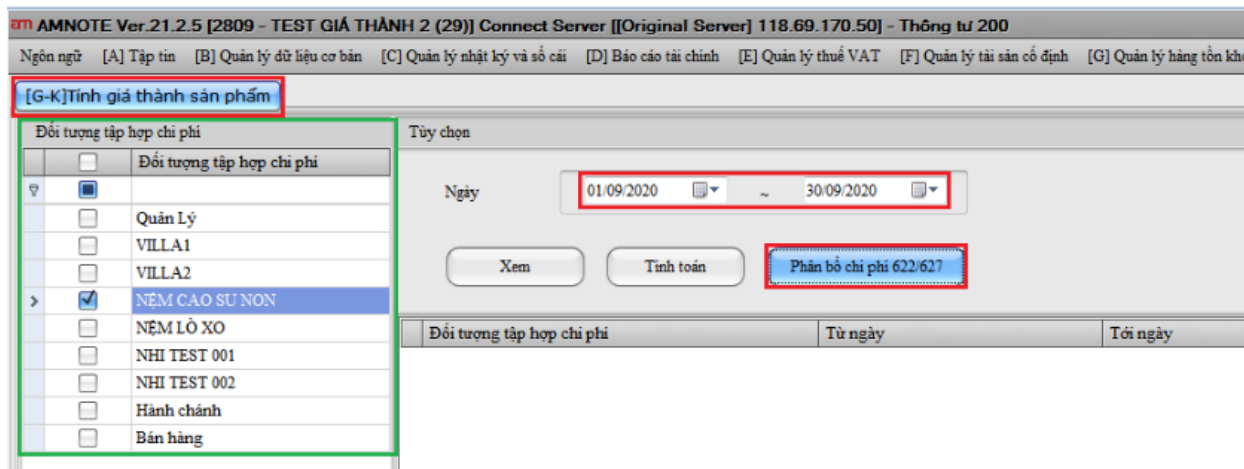 am AMNOTE Ver.21.2.5 [2809 - TEST GIÁ THÀNH 2 (29)] Connect Server [[Original Server] 118.69.170.50] - Thông tư 200
Ngôn ngữ [A] Tập tin [B] Quản lý dữ liệu cơ bản [C] Quản lý nhật ký và sổ cái [D] Báo cáo tài chính [E] Quản lý thuế VAT [F] Quản lý tài sản cố định [G] Quản lý hàng tồn kho
[G-K]Tính giá thành sản phẩm
Đối tượng tập hợp chi phí
Đối tượng tập hợp chi phí
Quản Lý
VILLA1
VILLA2
NỆM CAO SU NON
NỆM LÒ XO
NHI TEST 001
NHI TEST 002
Hành chánh
Bán hàng
Tùy chọn
Ngày 01/09/2020 ~ 30/09/2020
Xem Tính toán Phân bổ chi phí 622/627
Đối tượng tập hợp chi phí Từ ngày Tới ngày